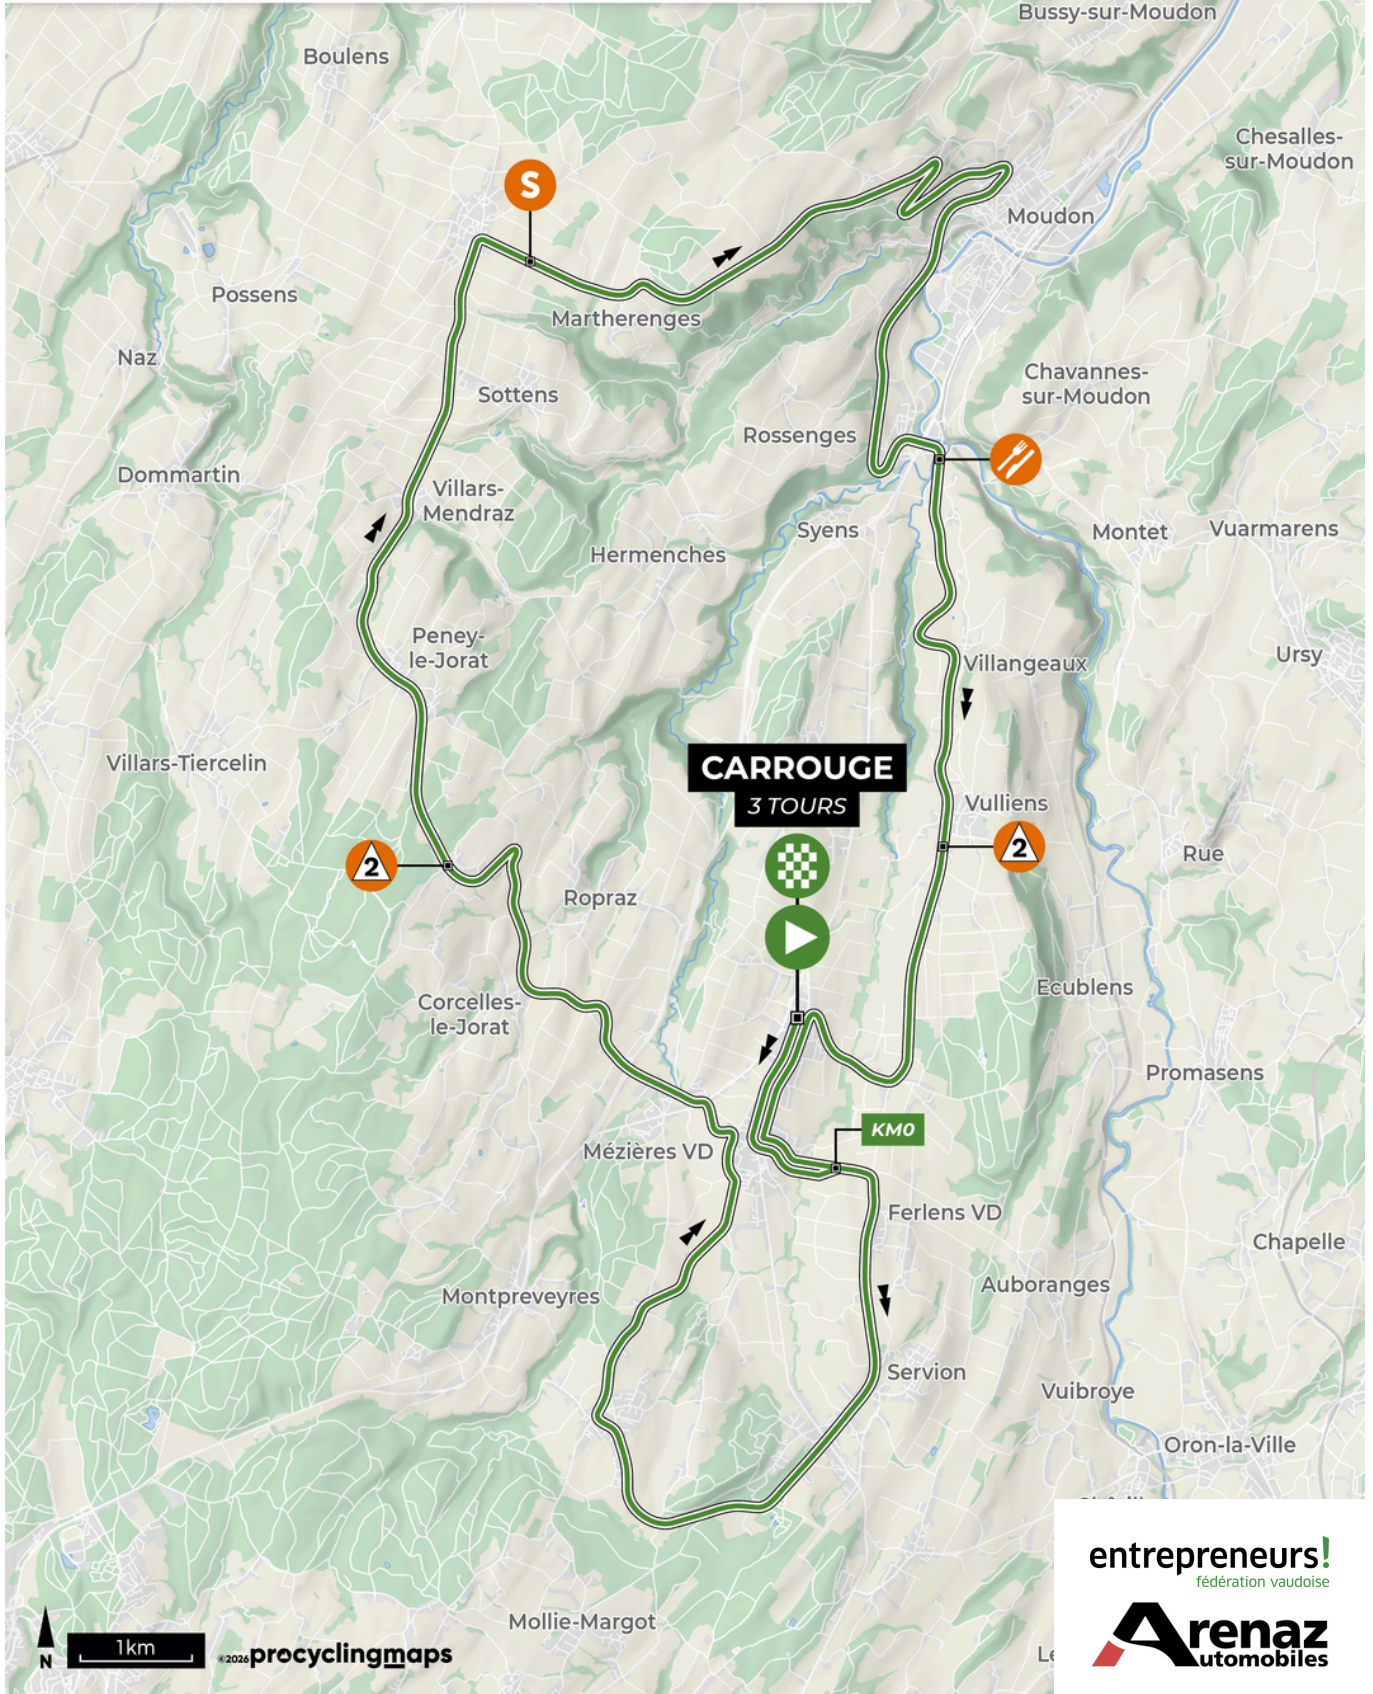 Bussy-sur-Moudon
Boulens
Chesalles-
sur-Moudon
S
Moudon
Possens
Martherenges
Naz
Chavannes-
sur-Moudon
Sottens
Rossenges
Dommartin
Villars-
Mendraz
Syens
Montet
Vuarmarens
Hermenches
Peney-
le-Jorat
Villangeaux
Ursy
Villars-Tiercelin
CARROUGE
3 TOURS
Vulliens
2
2
Rue
Ropraz
Ecublens
Corcelles-
le-Jorat
Promasens
KM0
Mézières VD
Ferlens VD
Chapelle
Auboranges
Montpreveyres
Servion
Vuibroye
Oron-la-Ville
entrepreneurs!
fédération vaudoise
Mollie-Margot
Arenaz
Automobiles
N
1km
©2026 procyclingmaps